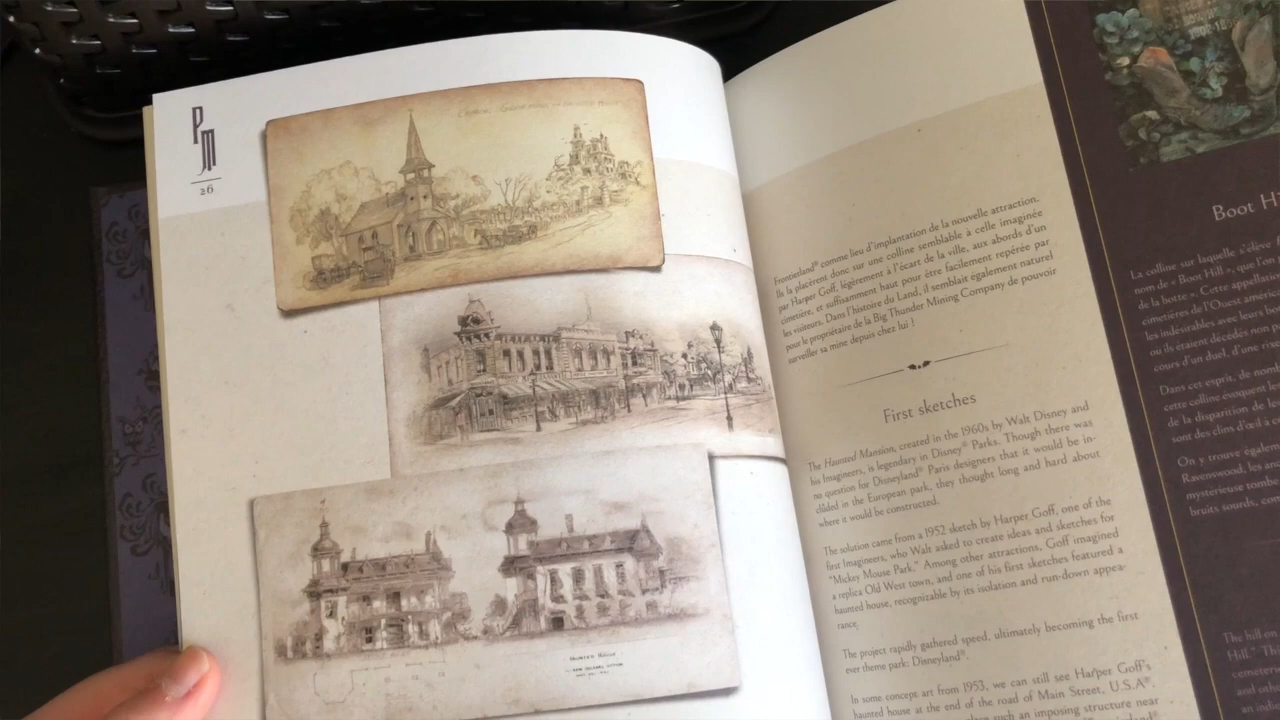 PM
26
Frontierland® comme lieu d'implantation de la nouvelle attraction.
Ils la placèrent donc sur une colline semblable à celle imaginée
par Harper Goff, légèrement à l'écart de la ville, aux abords d'un
cimetière, et suffisamment haut pour être facilement repérée par
les visiteurs. Dans l'histoire du Land, il semblait également naturel
pour le propriétaire de la Big Thunder Mining Company de pouvoir
surveiller sa mine depuis chez lui !
First sketches
The Haunted Mansion, created in the 1960s by Walt Disney and
his Imagineers, is legendary in Disney® Parks. Though there was
no question for Disneyland® Paris designers that it would be in-
cluded in the European park, they thought long and hard about
where it would be constructed.
The solution came from a 1952 sketch by Harper Goff, one of the
first Imagineers, who Walt asked to create ideas and sketches for
"Mickey Mouse Park." Among other attractions, Goff imagined
a replica Old West town, and one of his first sketches featured a
haunted house, recognizable by its isolation and run-down appea-
rance.
The project rapidly gathered speed, ultimately becoming the first
ever theme park: Disneyland®.
In some concept art from 1953, we can still see Harper Goff's
haunted house at the end of the road of Main Street, U.S.A®,
such an imposing structure near
Boot H
La colline sur laquelle s'élève
nom de « Boot Hill », que l'on
de la botte ». Cette appellation
cimetières de l'Ouest améric
les indésirables avec leurs bo
ou ils étaient décédés non p
cours d'un duel, d'une rixe
Dans cet esprit, de nomb
cette colline évoquent les
la disparition de les
sont des clins d'œil à c
On y trouve égalem
Ravenswood, les an
mystérieuse tombe
bruits sourds, co
The hill on
Hill." Thi
cemeter
and oth
an indi